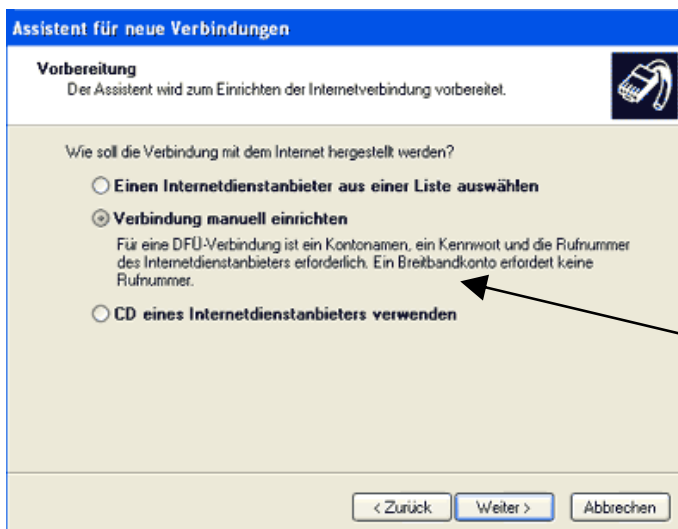 Assistent für neue Verbindungen
Vorbereitung
Der Assistent wird zum Einrichten der Internetverbindung vorbereitet.
Wie soll die Verbindung mit dem Internet hergestellt werden?
Einen Internetdienstanbieter aus einer Liste auswählen
Verbindung manuell einrichten
Für eine DFÜ-Verbindung ist ein Kontonamen, ein Kennwort und die Rufnummer
des Internetdienstanbieters erforderlich. Ein Breitbandkonto erfordert keine
Rufnummer.
CD eines Internetdienstanbieters verwenden
< Zurück Weiter > Abbrechen